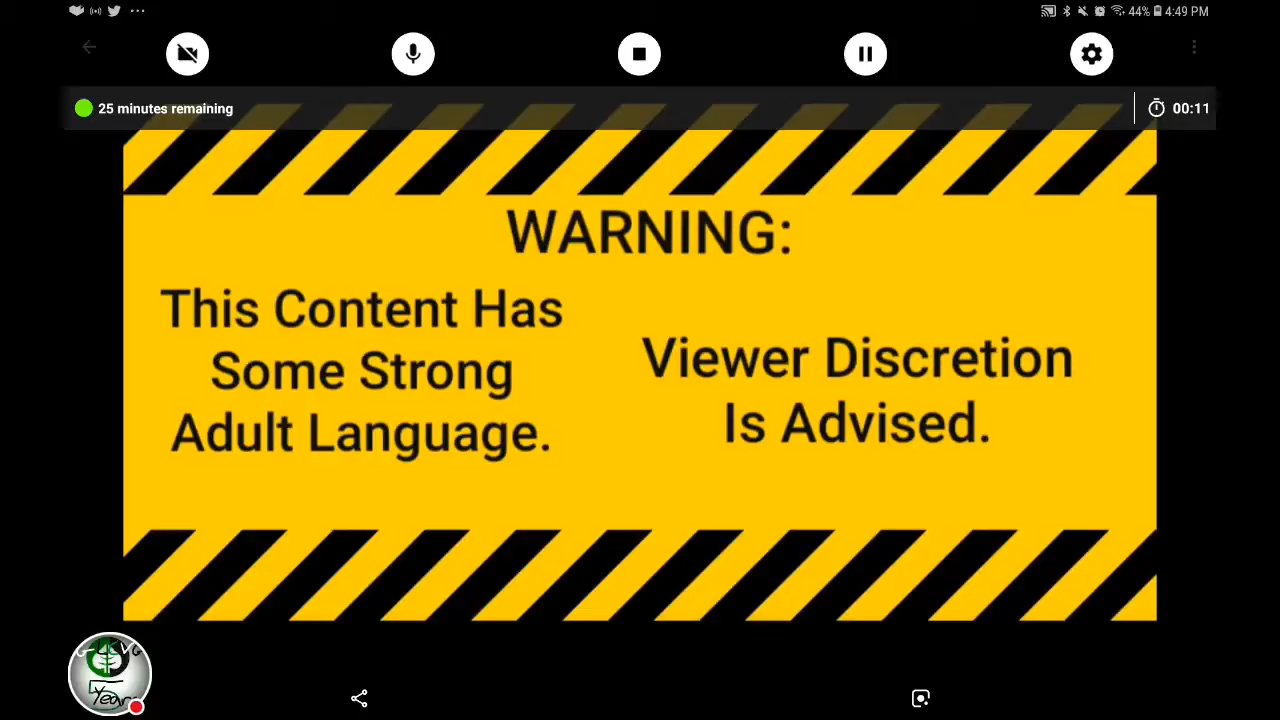 44% 4:49 PM
25 minutes remaining
00:11
WARNING:
This Content Has
Some Strong
Adult Language.
Viewer Discretion
Is Advised.
Years